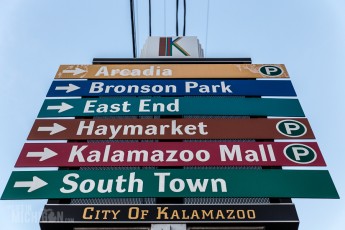 K
Arcadia P
Bronson Park
East End
Haymarket P
Kalamazoo Mall P
South Town
City Of Kalamazoo